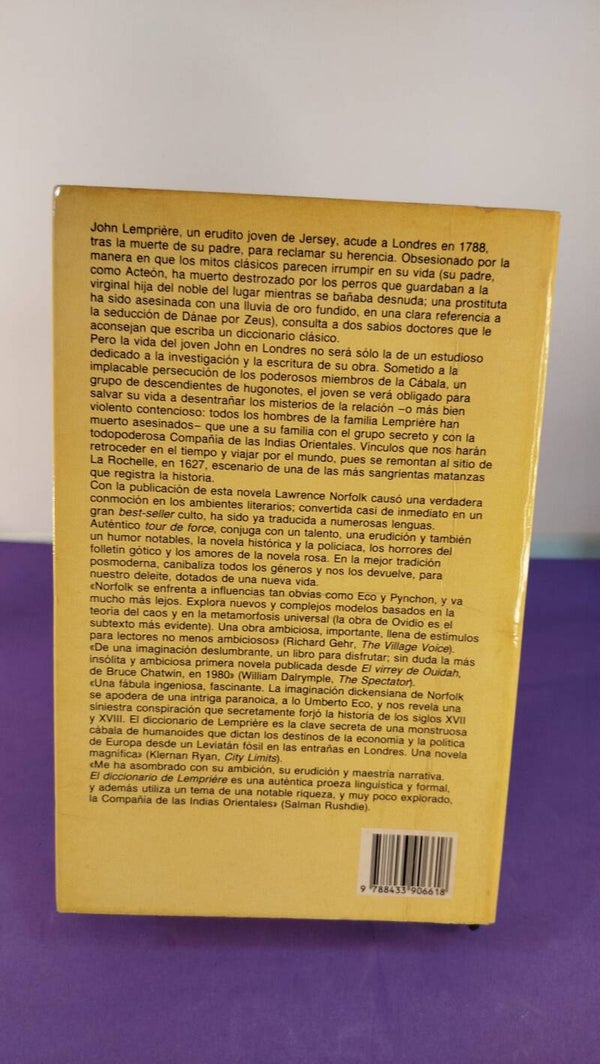 John Lemprière, un erudito joven de Jersey, acude a Londres en 1788,
tras la muerte de su padre, para reclamar su herencia. Obsesionado por la
manera en que los mitos clásicos parecen irrumpir en su vida (su padre,
como Acteón, ha muerto destrozado por los perros que guardaban a la
virginal hija del noble del lugar mientras se bañaba desnuda; una prostituta
ha sido asesinada con una lluvia de oro fundido, en una clara referencia a
la seducción de Dánae por Zeus), consulta a dos sabios doctores que le
aconsejan que escriba un diccionario clásico.
Pero la vida del joven John en Londres no será sólo la de un estudioso
dedicado a la investigación y la escritura de su obra. Sometido a la
implacable persecución de los poderosos miembros de la Cábala, un
grupo de descendientes de hugonotes, el joven se verá obligado para
salvar su vida a desentrañar los misterios de la relación –o más bien
violento contencioso: todos los hombres de la familia Lemprière han
muerto asesinados– que une a su familia con el grupo secreto y con la
todopoderosa Compañía de las Indias Orientales. Vínculos que nos harán
retroceder en el tiempo y viajar por el mundo, pues se remontan al sitio de
La Rochelle, en 1627, escenario de una de las más sangrientas matanzas
que registra la historia.
Con la publicación de esta novela Lawrence Norfolk causó una verdadera
conmoción en los ambientes literarios; convertida casi de inmediato en un
gran best-seller culto, ha sido ya traducida a numerosas lenguas.
Auténtico tour de force, conjuga con un talento, una erudición y también
un humor notables, la novela histórica y la policiaca, los horrores del
folletín gótico y los amores de la novela rosa. En la mejor tradición
posmoderna, canibaliza todos los géneros y nos los devuelve, para
nuestro deleite, dotados de una nueva vida.
«Norfolk se enfrenta a influencias tan obvias como Eco y Pynchon, y va
mucho más lejos. Explora nuevos y complejos modelos basados en la
teoría del caos y en la metamorfosis universal (la obra de Ovidio es el
subtexto más evidente). Una obra ambiciosa, importante, llena de estímulos
para lectores no menos ambiciosos» (Richard Gehr, The Village Voice).
«De una imaginación deslumbrante, un libro para disfrutar; sin duda la más
insólita y ambiciosa primera novela publicada desde El virrey de Ouidah,
de Bruce Chatwin, en 1980» (William Dalrymple, The Spectator).
«Una fábula ingeniosa, fascinante. La imaginación dickensiana de Norfolk
se apodera de una intriga paranoica, a lo Umberto Eco, y nos revela una
siniestra conspiración que secretamente forjó la historia de los siglos XVII
y XVIII. El diccionario de Lemprière es la clave secreta de una monstruosa
cábala de humanoides que dictan los destinos de la economía y la política
de Europa desde un Leviatán fósil en las entrañas en Londres. Una novela
magnífica» (Klernan Ryan, City Limits).
«Me ha asombrado con su ambición, su erudición y maestría narrativa.
El diccionario de Lemprière es una auténtica proeza lingüística y formal,
y además utiliza un tema de una notable riqueza, y muy poco explorado,
la Compañía de las Indias Orientales» (Salman Rushdie).
9 788433 906618